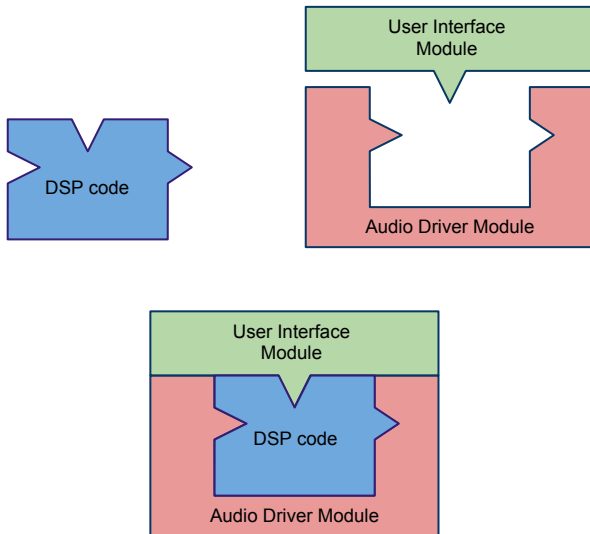 User Interface
Module
DSP code
Audio Driver Module
User Interface
Module
DSP code
Audio Driver Module